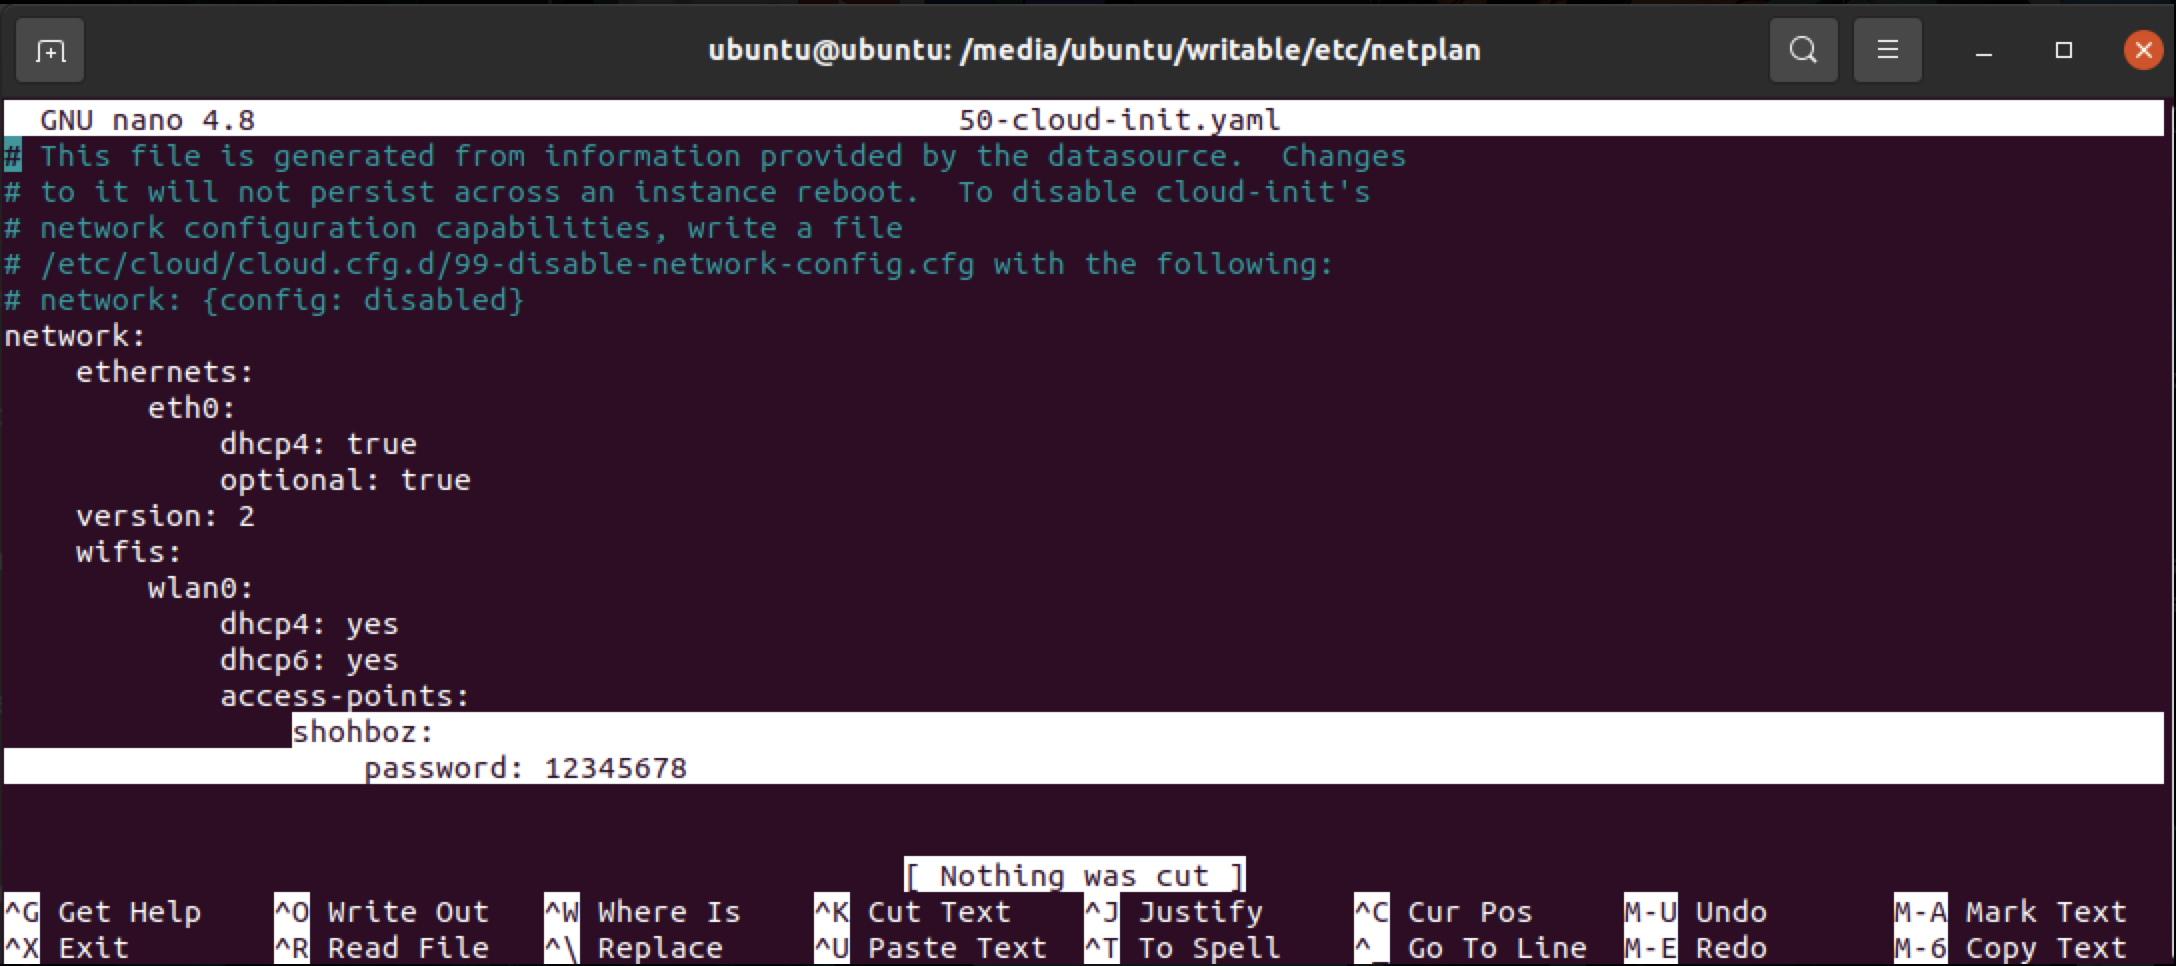 ubuntu@ubuntu: /media/ubuntu/writable/etc/netplan
GNU nano 4.8 50-cloud-init.yaml
# This file is generated from information provided by the datasource.  Changes
# to it will not persist across an instance reboot.  To disable cloud-init's
# network configuration capabilities, write a file
# /etc/cloud/cloud.cfg.d/99-disable-network-config.cfg with the following:
# network: {config: disabled}
network:
    ethernets:
        eth0:
            dhcp4: true
            optional: true
    version: 2
    wifis:
        wlan0:
            dhcp4: yes
            dhcp6: yes
            access-points:
                shohboz:
                    password: 12345678
[ Nothing was cut ]
^G Get Help ^O Write Out ^W Where Is ^K Cut Text ^J Justify ^C Cur Pos M-U Undo M-A Mark Text
^X Exit ^R Read File ^\ Replace ^U Paste Text ^T To Spell ^_ Go To Line M-E Redo M-6 Copy Text